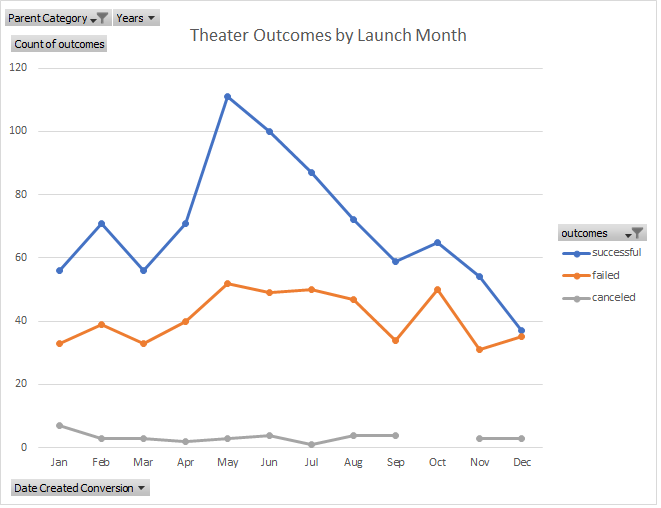 Parent Category Years
Count of outcomes
Theater Outcomes by Launch Month
120
100
80
60
40
20
0
Jan Feb Mar Apr May Jun Jul Aug Sep Oct Nov Dec
outcomes
successful
failed
canceled
Date Created Conversion